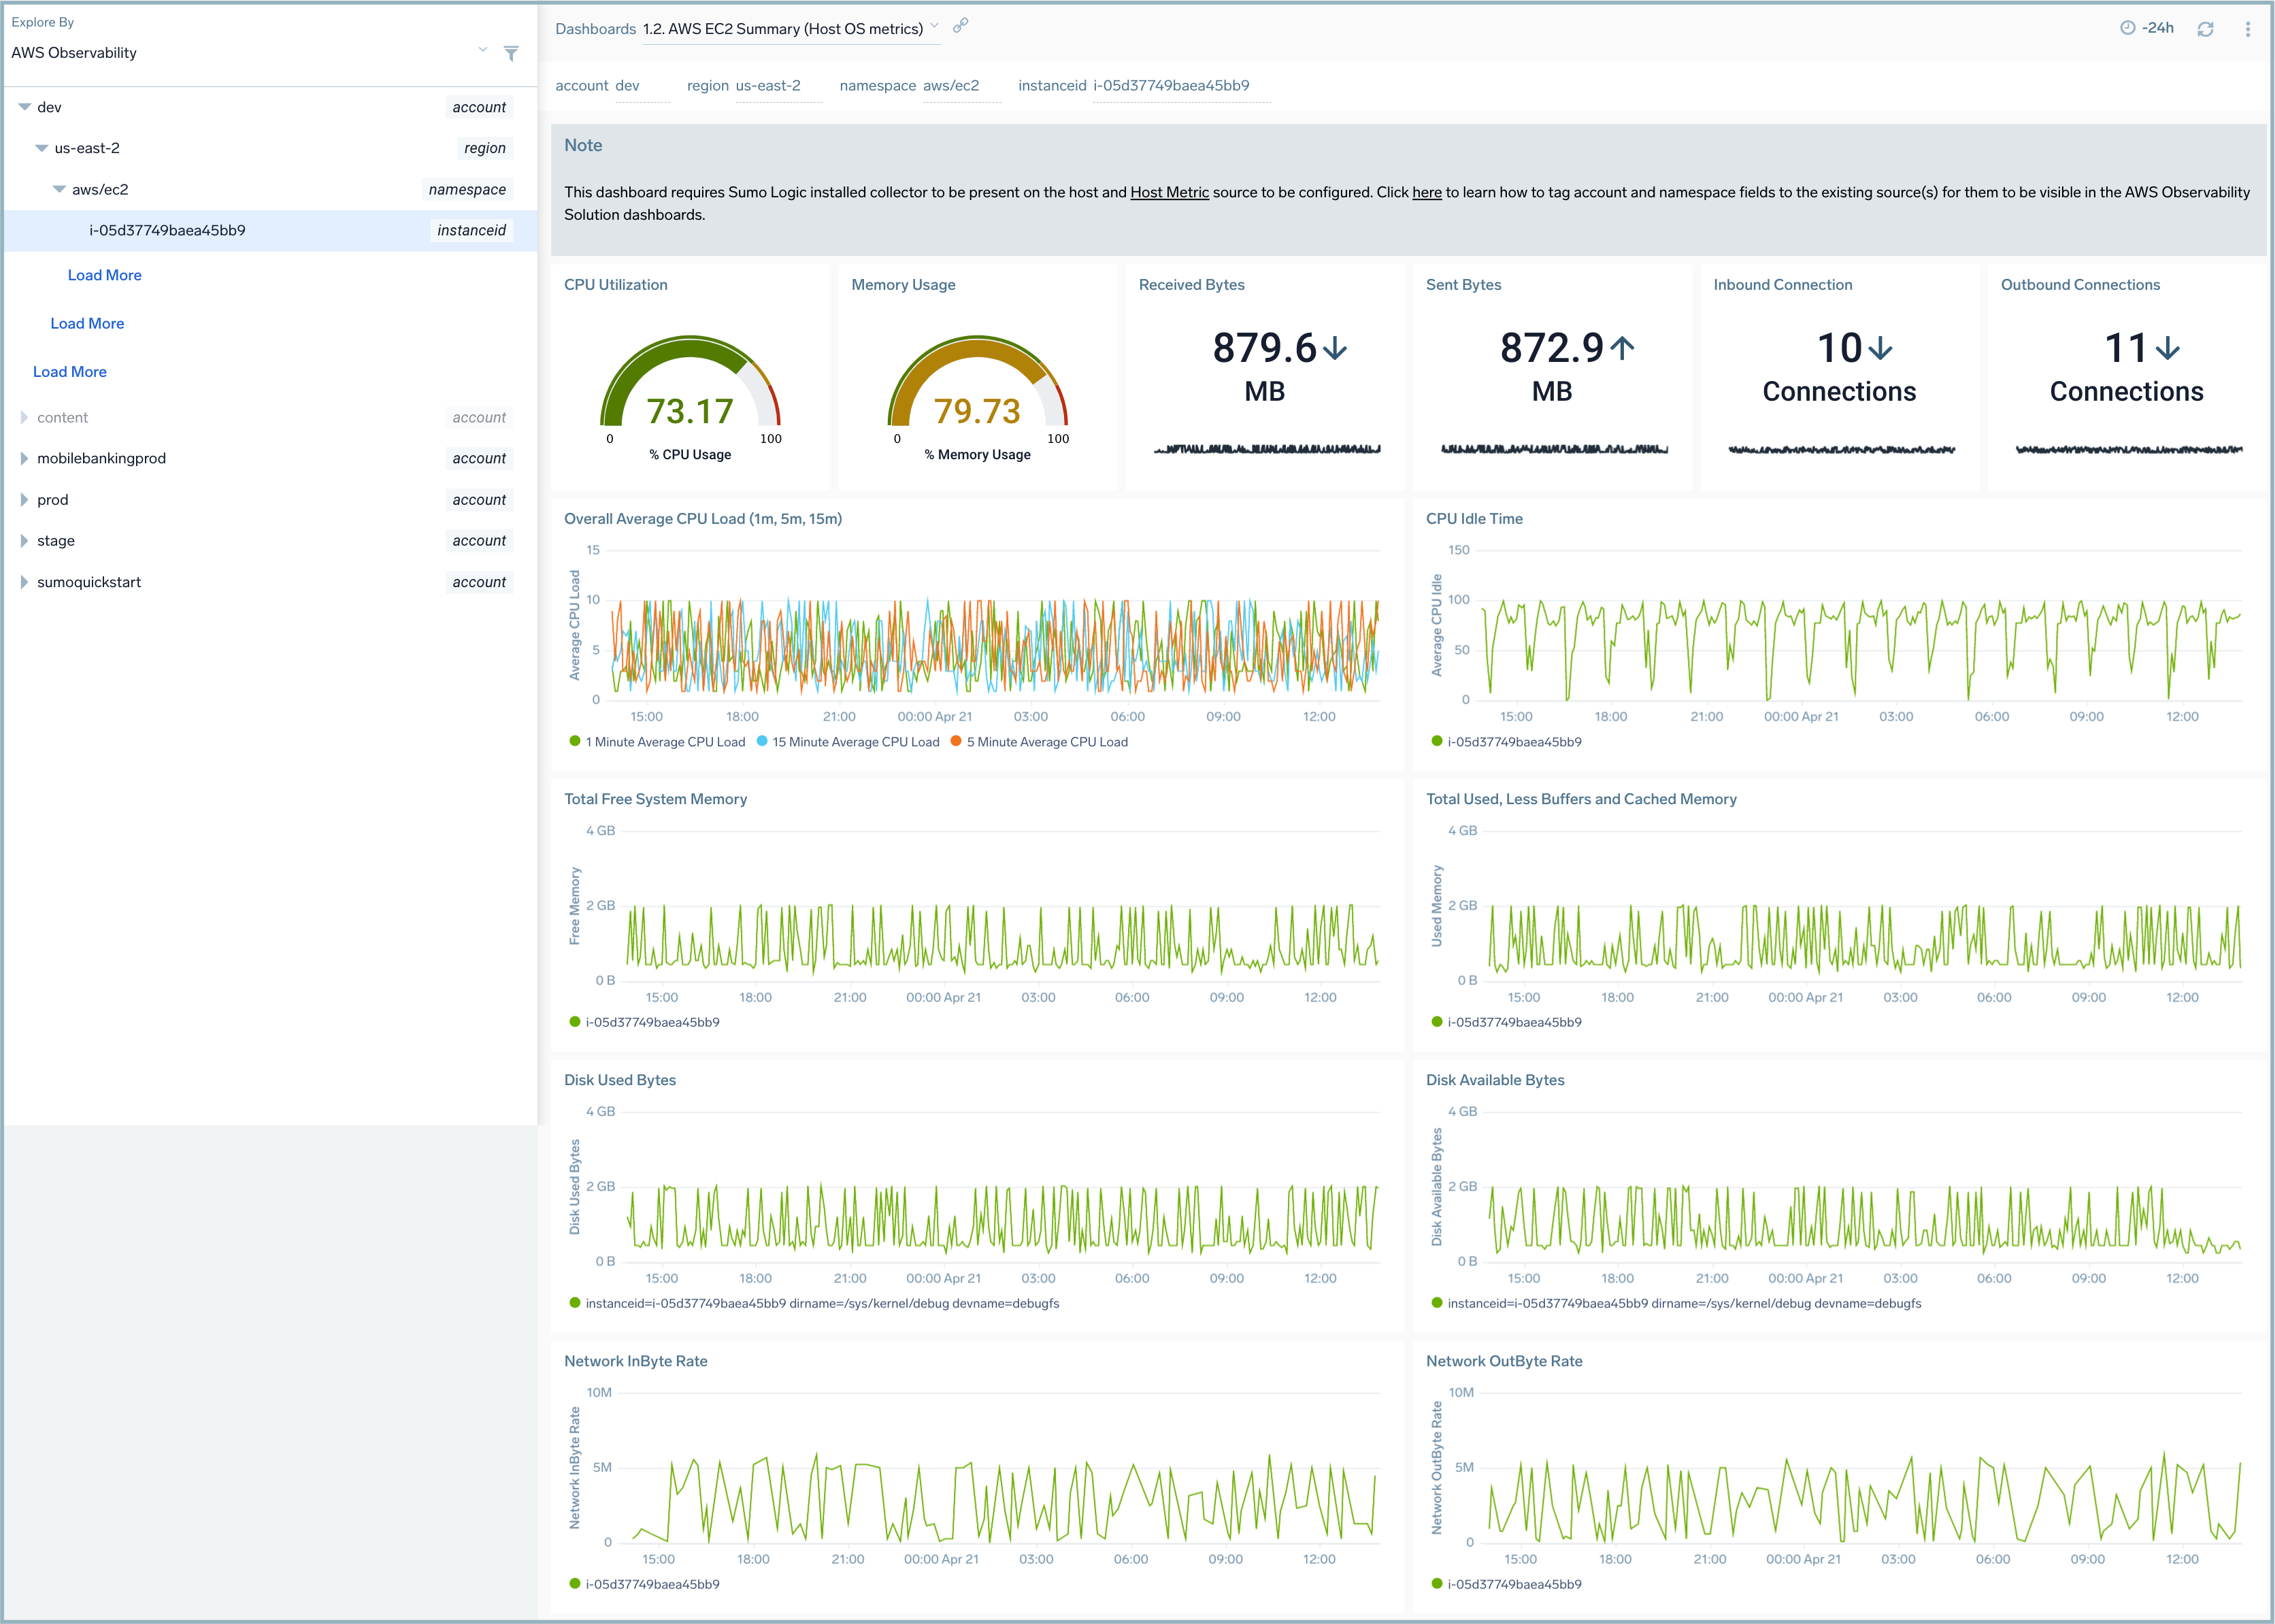 Explore By
AWS Observability
dev account
us-east-2 region
aws/ec2 namespace
i-05d37749baea45bb9 instanceid
Load More
Load More
Load More
content account
mobilebankingprod account
prod account
stage account
sumoquickstart account
Dashboards 1.2. AWS EC2 Summary (Host OS metrics)
-24h
account dev region us-east-2 namespace aws/ec2 instanceid i-05d37749baea45bb9
Note
This dashboard requires Sumo Logic installed collector to be present on the host and Host Metric source to be configured. Click here to learn how to tag account and namespace fields to the existing source(s) for them to be visible in the AWS Observability
Solution dashboards.
CPU Utilization
73.17
0 100
% CPU Usage
Memory Usage
79.73
0 100
% Memory Usage
Received Bytes
879.6
MB
Sent Bytes
872.9
MB
Inbound Connection
10
Connections
Outbound Connections
11
Connections
Overall Average CPU Load (1m, 5m, 15m)
Average CPU Load
15
10
5
0
15:00 18:00 21:00 00:00 Apr 21 03:00 06:00 09:00 12:00
1 Minute Average CPU Load 15 Minute Average CPU Load 5 Minute Average CPU Load
CPU Idle Time
Average CPU Idle
150
100
50
0
15:00 18:00 21:00 00:00 Apr 21 03:00 06:00 09:00 12:00
i-05d37749baea45bb9
Total Free System Memory
Free Memory
4 GB
2 GB
0 B
15:00 18:00 21:00 00:00 Apr 21 03:00 06:00 09:00 12:00
i-05d37749baea45bb9
Total Used, Less Buffers and Cached Memory
Used Memory
4 GB
2 GB
0 B
15:00 18:00 21:00 00:00 Apr 21 03:00 06:00 09:00 12:00
i-05d37749baea45bb9
Disk Used Bytes
Disk Used Bytes
4 GB
2 GB
0 B
15:00 18:00 21:00 00:00 Apr 21 03:00 06:00 09:00 12:00
instanceid=i-05d37749baea45bb9 dirname=/sys/kernel/debug devname=debugfs
Disk Available Bytes
Disk Available Bytes
4 GB
2 GB
0 B
15:00 18:00 21:00 00:00 Apr 21 03:00 06:00 09:00 12:00
instanceid=i-05d37749baea45bb9 dirname=/sys/kernel/debug devname=debugfs
Network InByte Rate
Network InByte Rate
10M
5M
0
15:00 18:00 21:00 00:00 Apr 21 03:00 06:00 09:00 12:00
i-05d37749baea45bb9
Network OutByte Rate
Network OutByte Rate
10M
5M
0
15:00 18:00 21:00 00:00 Apr 21 03:00 06:00 09:00 12:00
i-05d37749baea45bb9